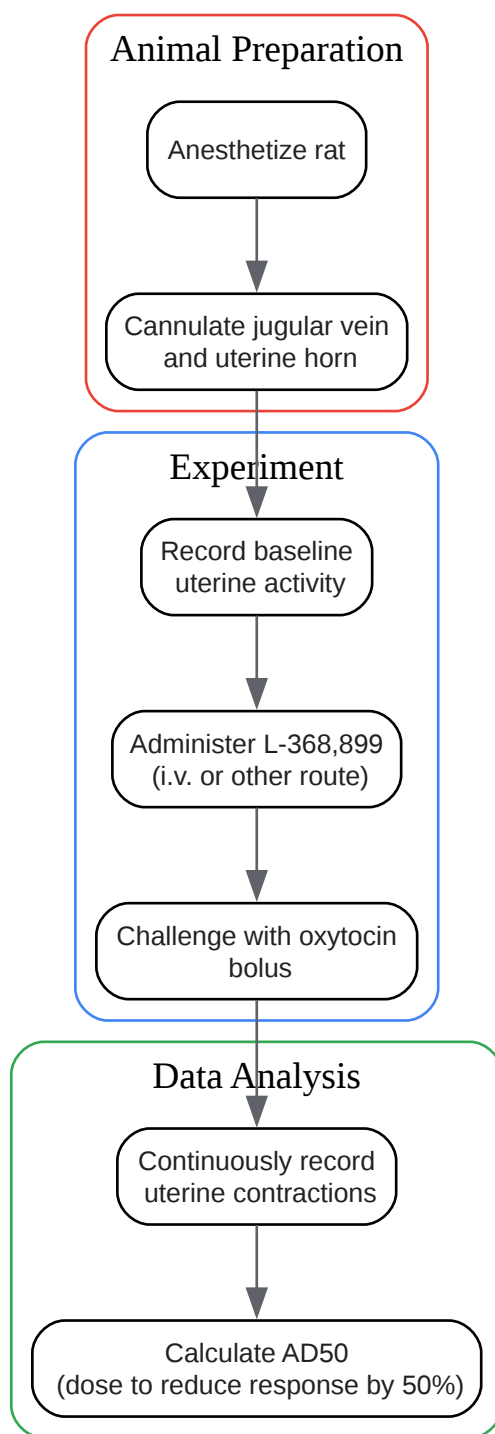 Animal Preparation
Anesthetize rat
Cannulate jugular vein
and uterine horn
Experiment
Record baseline
uterine activity
Administer L-368,899
(i.v. or other route)
Challenge with oxytocin
bolus
Data Analysis
Continuously record
uterine contractions
Calculate AD50
(dose to reduce response by 50%)